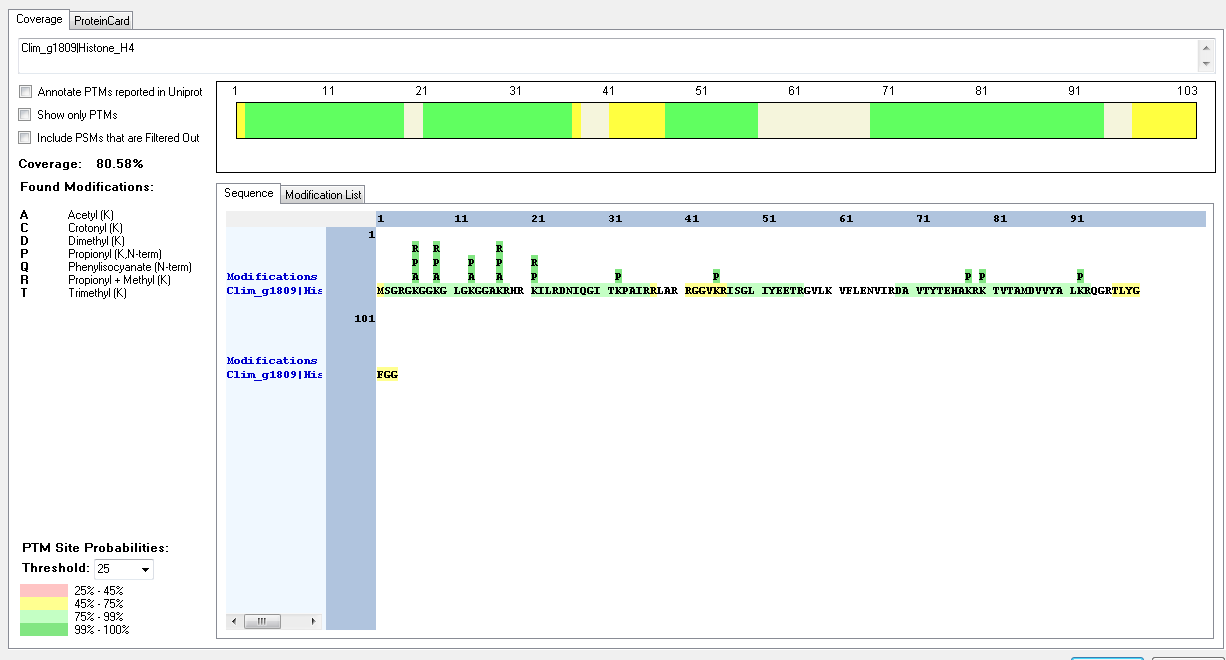 Coverage ProteinCard
Clim_g1809|Histone_H4
Annotate PTMs reported in Uniprot
Show only PTMs
Include PSMs that are Filtered Out
Coverage: 80.58%
Found Modifications:
A Acetyl (K)
C Crotonyl (K)
D Dimethyl (K)
P Propionyl (K,N-term)
Q Phenylisocyanate (N-term)
R Propionyl + Methyl (K)
T Trimethyl (K)
1 11 21 31 41 51 61 71 81 91 103
Sequence Modification List
1 11 21 31 41 51 61 71 81 91
1
R R R
P P P P R
Modifications A A A A P P P P P P
Clim_g1809|His MSGRGKGGKG LGKGGAKRHR KILRDNIQGI TKPAIRRLAR RGGVKRISGL IYEETRGVLK VFLENVIRDA VTYTEHAKRK TVTAMDVVYA LKRQGRTLYG
101
Modifications
Clim_g1809|His FGG
PTM Site Probabilities:
Threshold: 25
25% - 45%
45% - 75%
75% - 99%
99% - 100%